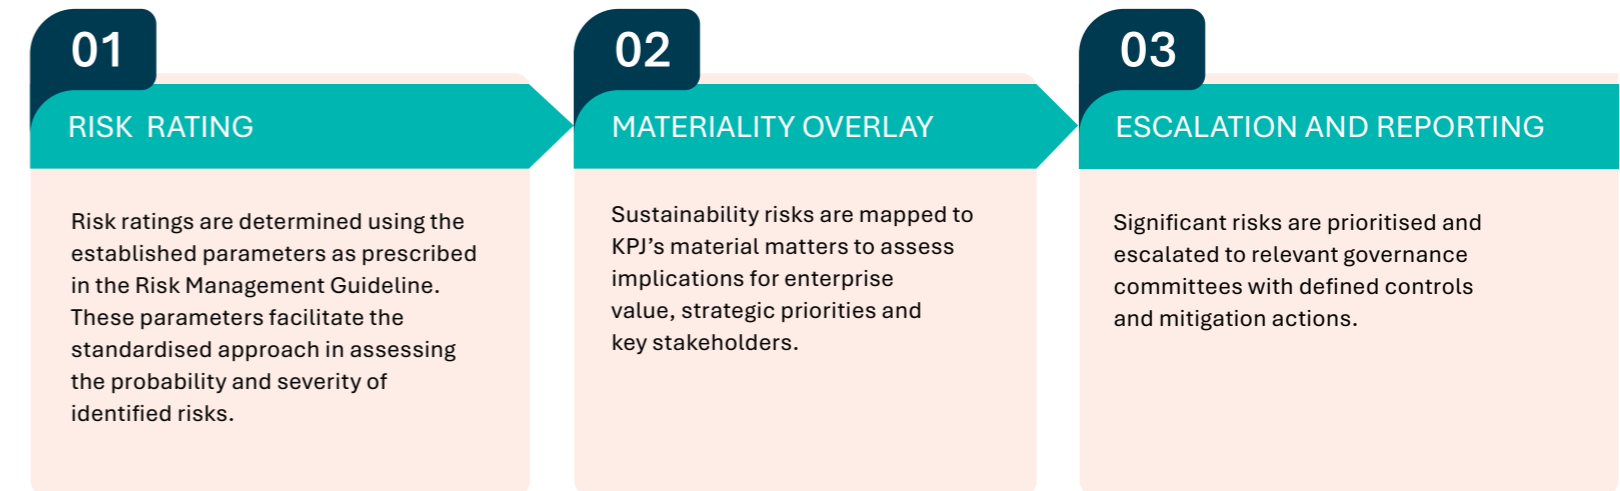 01
RISK RATING
Risk ratings are determined using the
established parameters as prescribed
in the Risk Management Guideline.
These parameters facilitate the
standardised approach in assessing
the probability and severity of
identified risks.
02
MATERIALITY OVERLAY
Sustainability risks are mapped to
KPJ’s material matters to assess
implications for enterprise
value, strategic priorities and
key stakeholders.
03
ESCALATION AND REPORTING
Significant risks are prioritised and
escalated to relevant governance
committees with defined controls
and mitigation actions.